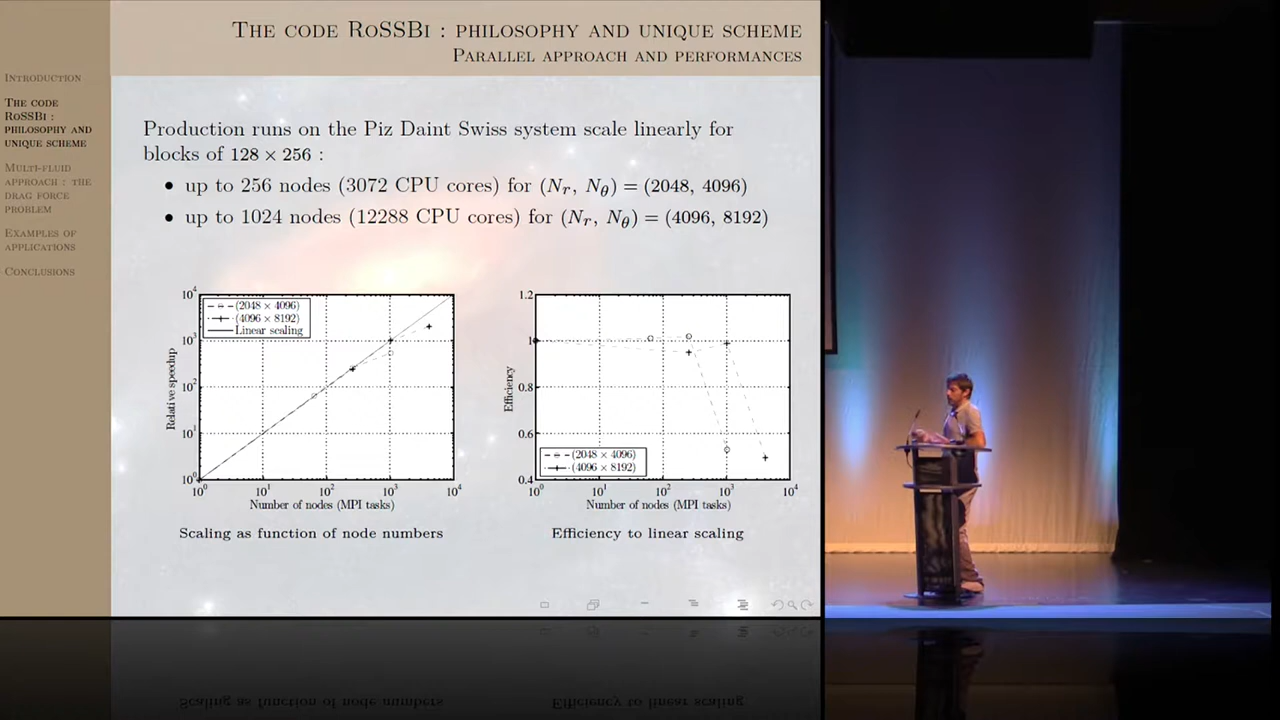 The code RoSSBi : philosophy and unique scheme
Parallel approach and performances
Introduction
The code
RoSSBi :
philosophy and
unique scheme
Multi-fluid
approach : the
drag force
problem
Examples of
applications
Conclusions
Production runs on the Piz Daint Swiss system scale linearly for
blocks of 128 × 256 :
• up to 256 nodes (3072 CPU cores) for (Nr, Nθ) = (2048, 4096)
• up to 1024 nodes (12288 CPU cores) for (Nr, Nθ) = (4096, 8192)
(2048 × 4096)
(4096 × 8192)
Linear scaling
Relative speedup
10^4
10^3
10^2
10^1
10^0
10^0 10^1 10^2 10^3 10^4
Number of nodes (MPI tasks)
Scaling as function of node numbers
Efficiency
1.2
1
0.8
0.6
0.4
(2048 × 4096)
(4096 × 8192)
10^0 10^1 10^2 10^3 10^4
Number of nodes (MPI tasks)
Efficiency to linear scaling